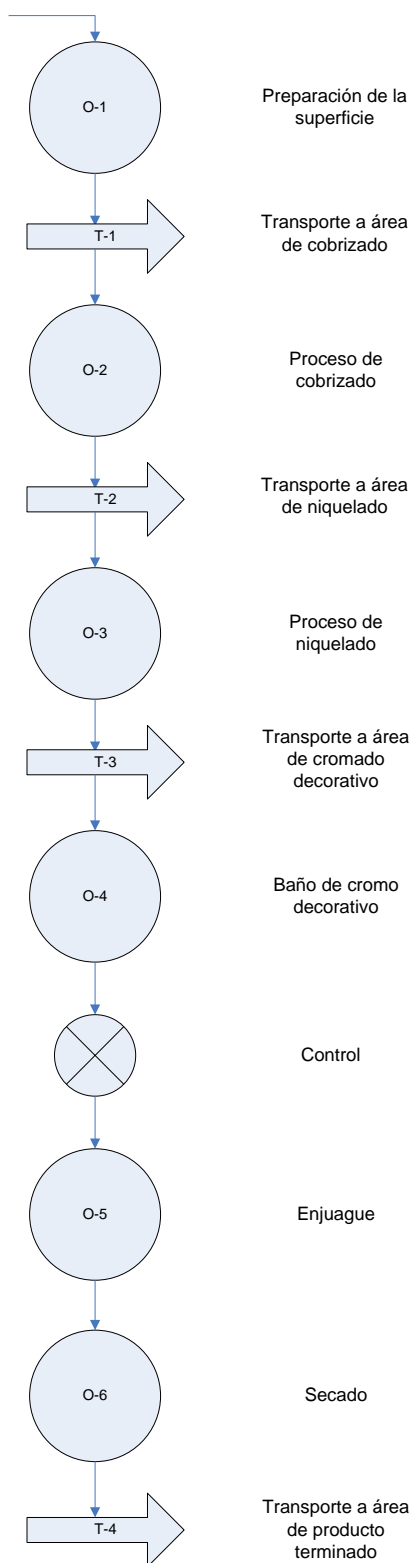 O-1
Preparación de la
superficie
T-1
Transporte a área
de cobrizado
O-2
Proceso de
cobrizado
T-2
Transporte a área
de niquelado
O-3
Proceso de
niquelado
T-3
Transporte a área
de cromado
decorativo
O-4
Baño de cromo
decorativo
Control
O-5
Enjuague
O-6
Secado
T-4
Transporte a área
de producto
terminado